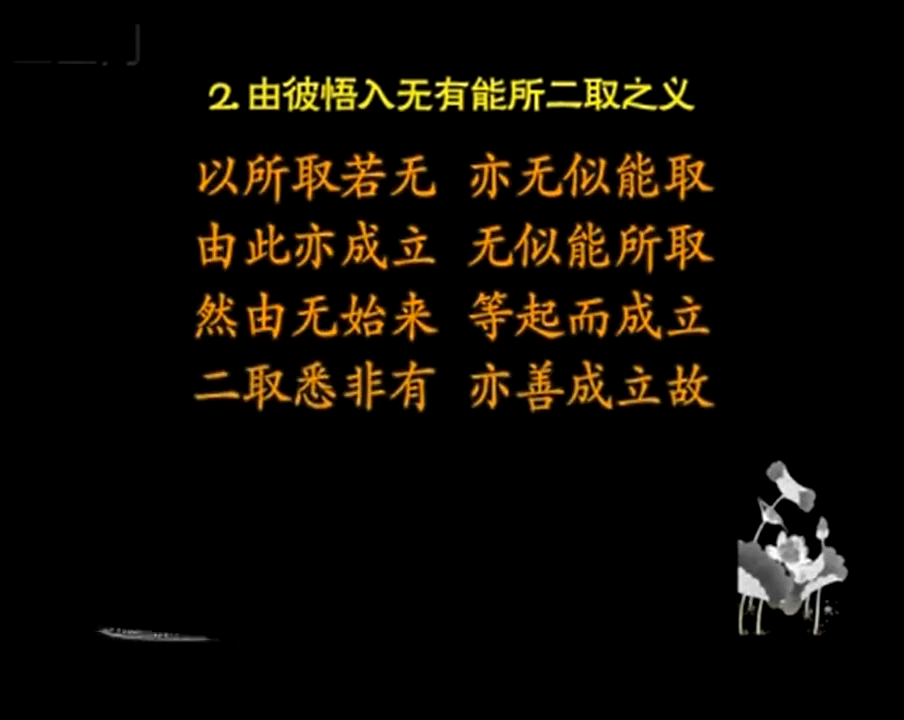 2.由彼悟入无有能所二取之义
以所取若无 亦无似能取
由此亦成立 无似能所取
然由无始来 等起而成立
二取悉非有 亦善成立故